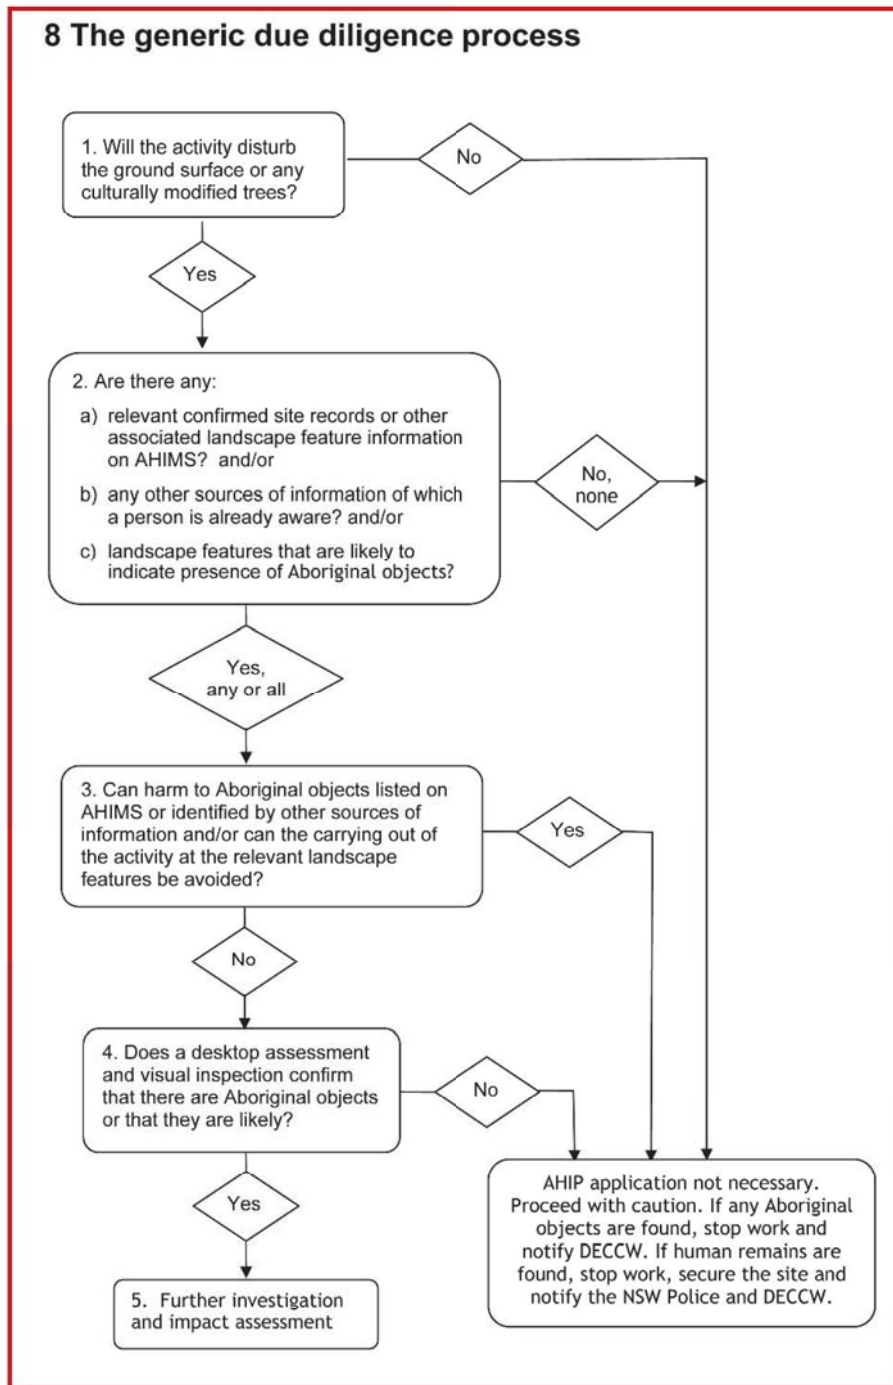 8 The generic due diligence process
1. Will the activity disturb
the ground surface or any
culturally modified trees?
No
Yes
2. Are there any:
a) relevant confirmed site records or other
associated landscape feature information
on AHIMS? and/or
b) any other sources of information of which
a person is already aware? and/or
c) landscape features that are likely to
indicate presence of Aboriginal objects?
No,
none
Yes,
any or all
3. Can harm to Aboriginal objects listed on
AHIMS or identified by other sources of
information and/or can the carrying out of
the activity at the relevant landscape
features be avoided?
Yes
No
4. Does a desktop assessment
and visual inspection confirm
that there are Aboriginal objects
or that they are likely?
No
Yes
AHIP application not necessary.
Proceed with caution. If any Aboriginal
objects are found, stop work and
notify DECCW. If human remains are
found, stop work, secure the site and
notify the NSW Police and DECCW.
5. Further investigation
and impact assessment